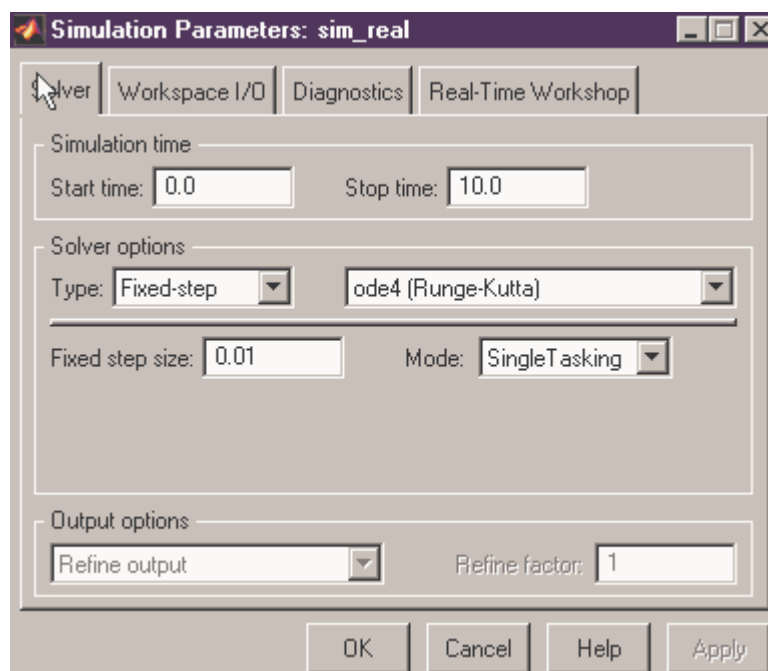 Simulation Parameters: sim_real
Solver Workspace I/O Diagnostics Real-Time Workshop
Simulation time
Start time: 0.0 Stop time: 10.0
Solver options
Type: Fixed-step ode4 (Runge-Kutta)
Fixed step size: 0.01 Mode: SingleTasking
Output options
Refine output Refine factor: 1
OK Cancel Help Apply